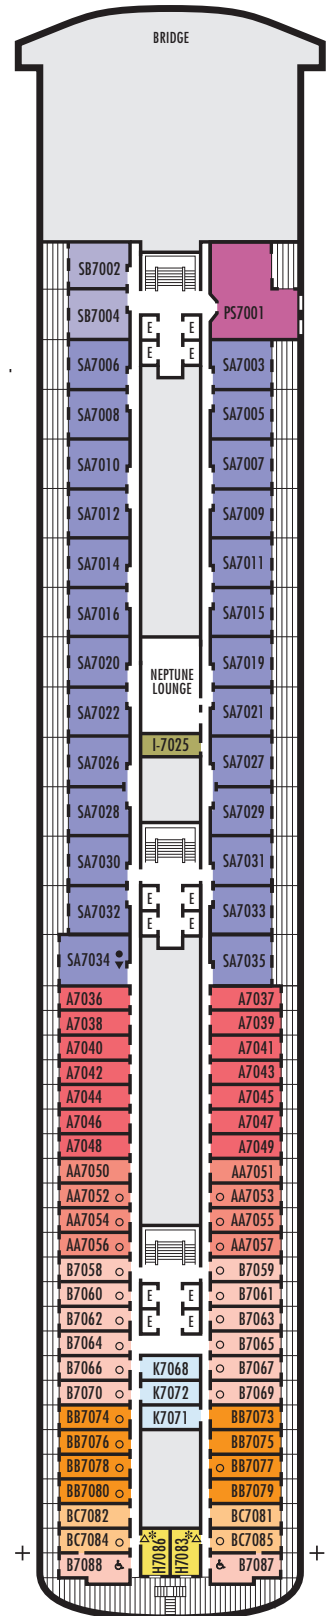 BRIDGE
SB7002
SB7004 E E PS7001
SA7006 E E SA7003
SA7008 SA7005
SA7010 SA7007
SA7012 SA7009
SA7014 SA7011
SA7016 SA7015
SA7020 NEPTUNE SA7019
LOUNGE
SA7022 SA7021
SA7026 I-7025 SA7027
SA7028 SA7029
SA7030 SA7031
SA7032 E E SA7033
E E
SA7034 SA7035
A7036 A7037
A7038 A7039
A7040 A7041
A7042 A7043
A7044 A7045
A7046 A7047
A7048 A7049
AA7050 AA7051
AA7052 AA7053
AA7054 AA7055
AA7056 AA7057
B7058 B7059
B7060 E E B7061
B7062 E E B7063
B7064 B7065
B7066 K7068 B7067
B7070 K7072 B7069
BB7074 K7071 BB7073
BB7076 BB7075
BB7078 BB7077
BB7080 BB7079
BC7082 BC7081
BC7084 H7086 H7083 BC7085
B7088 B7087